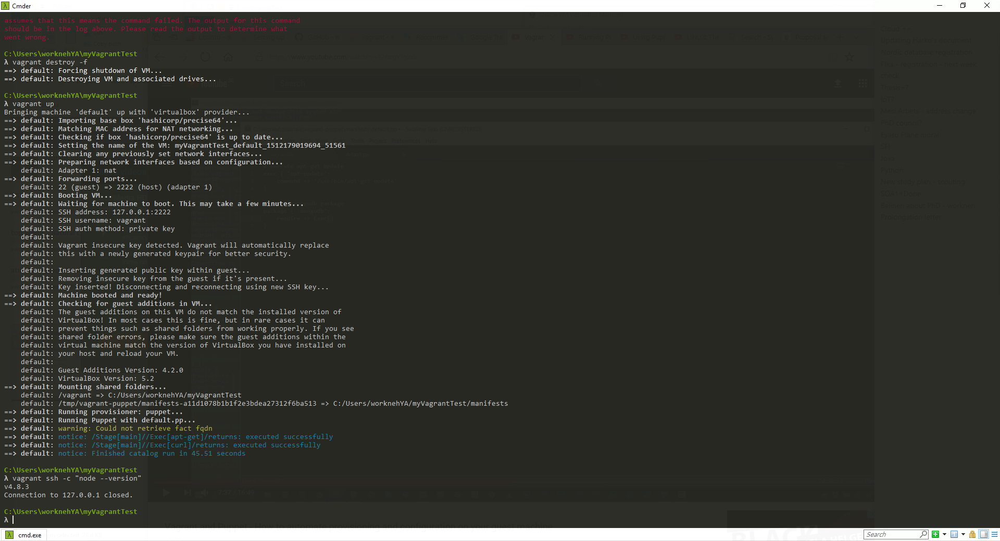 Cmder
assumes that this means the command failed. The output for this command
should be in the log above. Please read the output to determine what
went wrong.
C:\Users\worknehYA\myVagrantTest
λ vagrant destroy -f
==> default: Forcing shutdown of VM...
==> default: Destroying VM and associated drives...
C:\Users\worknehYA\myVagrantTest
λ vagrant up
Bringing machine 'default' up with 'virtualbox' provider...
==> default: Importing base box 'hashicorp/precise64'...
==> default: Matching MAC address for NAT networking...
==> default: Checking if box 'hashicorp/precise64' is up to date...
==> default: Setting the name of the VM: myVagrantTest_default_1512179019694_51561
==> default: Clearing any previously set network interfaces...
==> default: Preparing network interfaces based on configuration...
default: Adapter 1: nat
==> default: Forwarding ports...
default: 22 (guest) => 2222 (host) (adapter 1)
==> default: Booting VM...
==> default: Waiting for machine to boot. This may take a few minutes...
default: SSH address: 127.0.0.1:2222
default: SSH username: vagrant
default: SSH auth method: private key
default:
default: Vagrant insecure key detected. Vagrant will automatically replace
default: this with a newly generated keypair for better security.
default:
default: Inserting generated public key within guest...
default: Removing insecure key from the guest if it's present...
default: Key inserted! Disconnecting and reconnecting using new SSH key...
==> default: Machine booted and ready!
==> default: Checking for guest additions in VM...
default: The guest additions on this VM do not match the installed version of
default: VirtualBox! In most cases this is fine, but in rare cases it can
default: prevent things such as shared folders from working properly. If you see
default: shared folder errors, please make sure the guest additions within the
default: virtual machine match the version of VirtualBox you have installed on
default: your host and reload your VM.
default:
default: Guest Additions Version: 4.2.0
default: VirtualBox Version: 5.2
==> default: Mounting shared folders...
default: /vagrant => C:/Users/worknehYA/myVagrantTest
default: /tmp/vagrant-puppet/manifests-a11d1078b1b1f2e3bdea27312f6ba513 => C:/Users/worknehYA/myVagrantTest/manifests
==> default: Running provisioner: puppet...
==> default: Running Puppet with default.pp...
==> default: warning: Could not retrieve fact fqdn
==> default: notice: /Stage[main]//Exec[apt-get]/returns: executed successfully
==> default: notice: /Stage[main]//Exec[curl]/returns: executed successfully
==> default: notice: Finished catalog run in 45.51 seconds
C:\Users\worknehYA\myVagrantTest
λ vagrant ssh -c "node --version"
v4.8.3
Connection to 127.0.0.1 closed.
C:\Users\worknehYA\myVagrantTest
λ
cmd.exe
Search